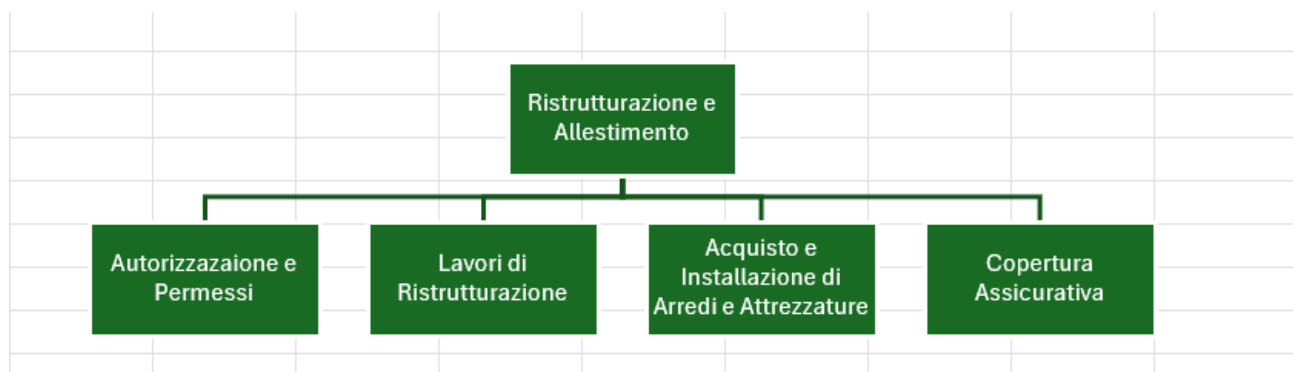 Ristrutturazione e
Allestimento
Autorizzazaione e
Permessi
Lavori di
Ristrutturazione
Acquisto e
Installazione di
Arredi e Attrezzature
Copertura
Assicurativa